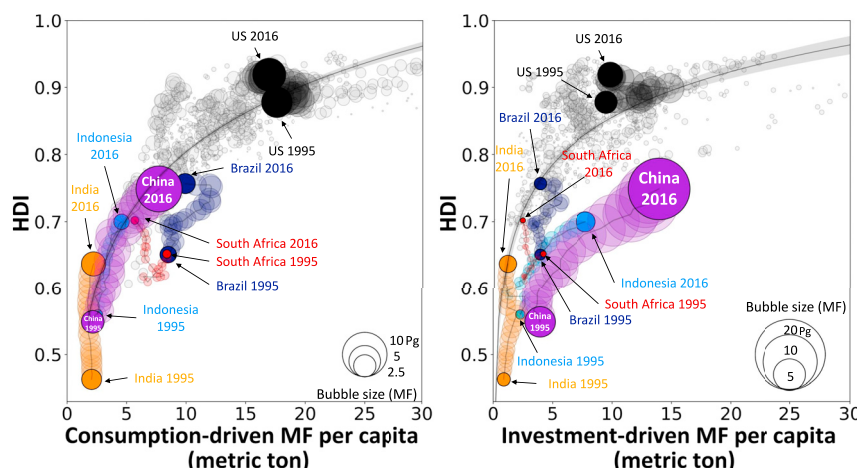 HDI
1.0
0.9
0.8
0.7
0.6
0.5
US 2016
US 1995
Indonesia
2016
India
2016
China
2016
Brazil 2016
South Africa 2016
South Africa 1995
Brazil 1995
Indonesia
1995
China
1995
India 1995
10 Pg
5
2.5
Bubble size (MF)
0 5 10 15 20 25 30
Consumption-driven MF per capita
(metric ton)
HDI
1.0
0.9
0.8
0.7
0.6
0.5
US 2016
US 1995
Brazil 2016
India
2016
South Africa
2016
China
2016
Indonesia 2016
South Africa 1995
Brazil 1995
China
1995
Indonesia 1995
India 1995
Bubble size (MF)
20 Pg
10
5
0 5 10 15 20 25 30
Investment-driven MF per capita
(metric ton)